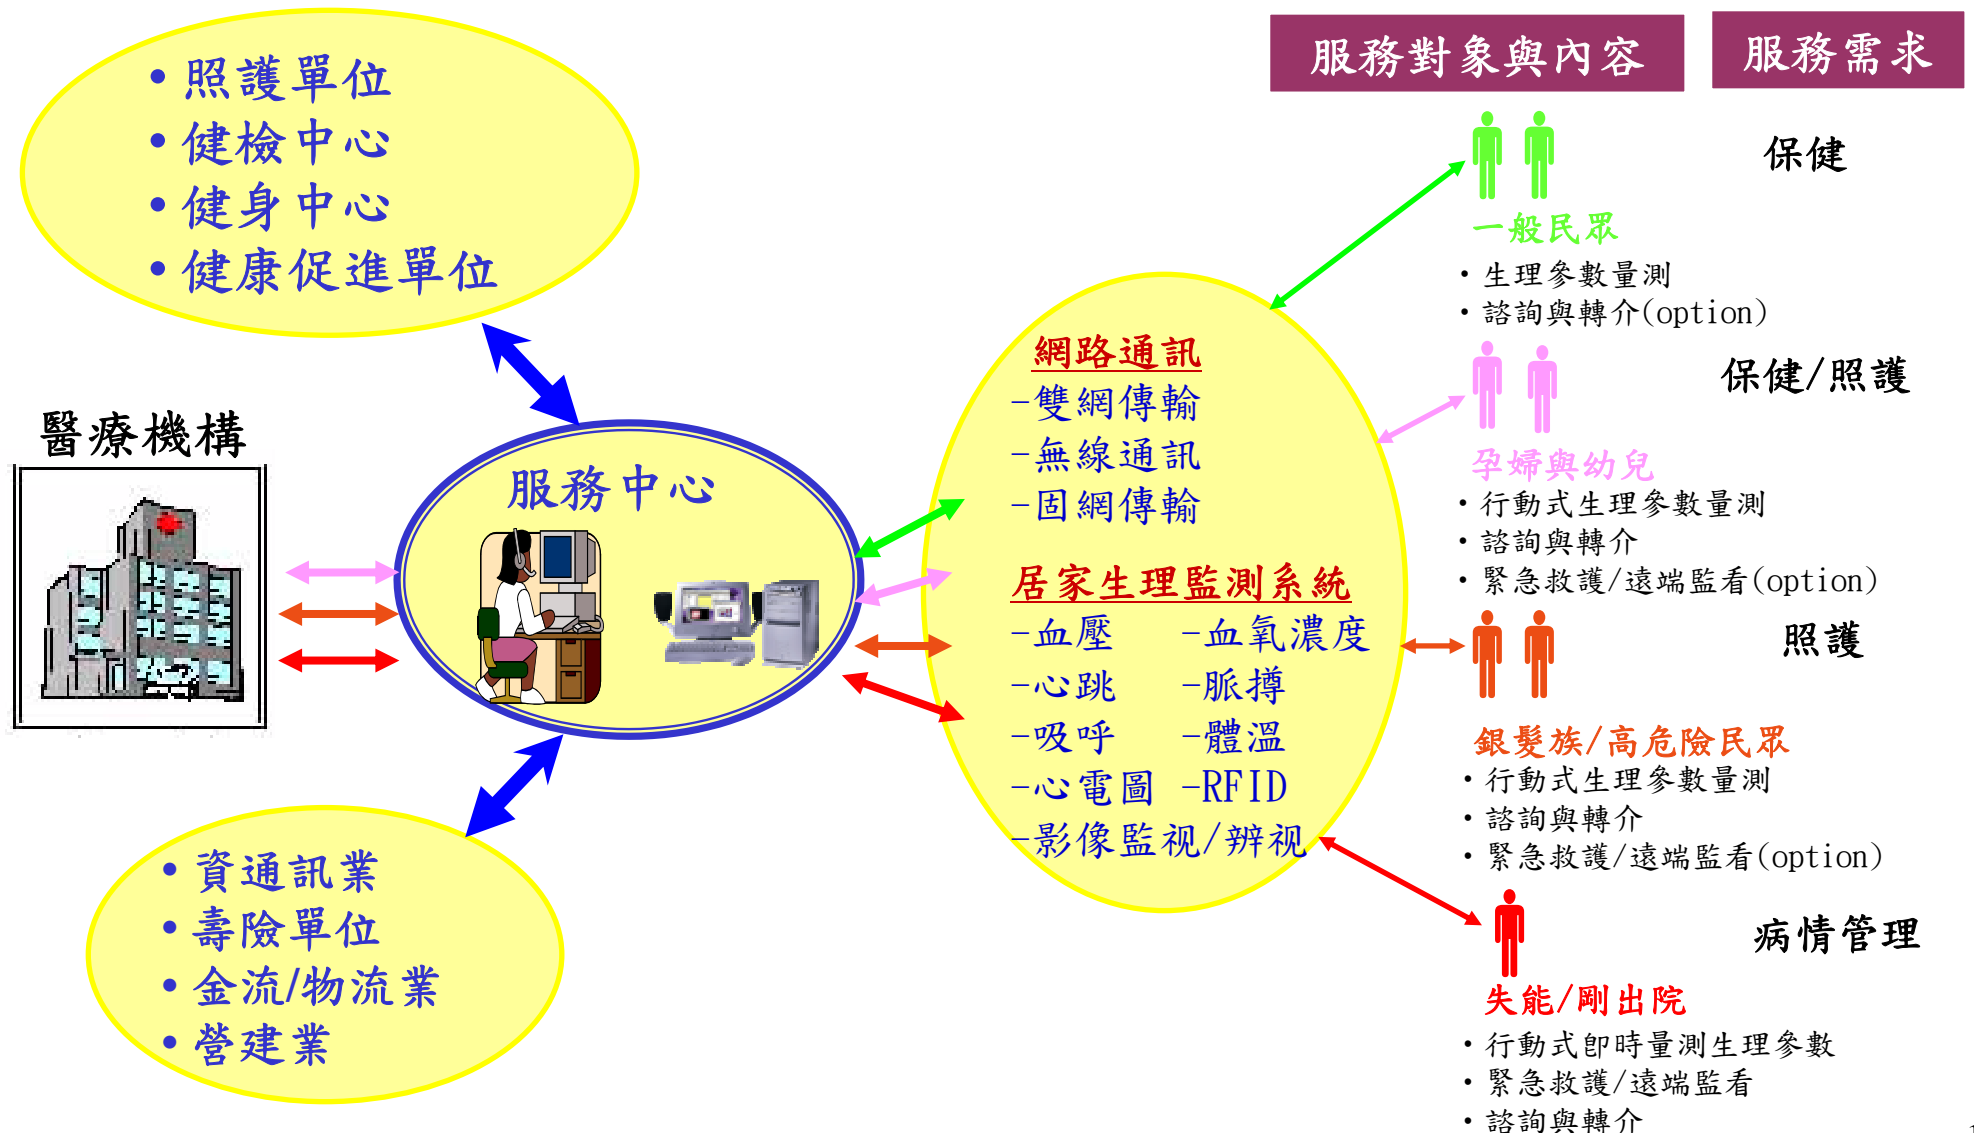 • 照護單位
• 健檢中心
• 健身中心
• 健康促進單位
醫療機構
服務中心
• 資通訊業
• 壽險單位
• 金流/物流業
• 營建業
網路通訊
-雙網傳輸
-無線通訊
-固網傳輸
居家生理監測系統
-血壓 -血氧濃度
-心跳 -脈搏
-吸呼 -體溫
-心電圖 -RFID
-影像監視/辨視
服務對象與內容 服務需求
保健
一般民眾
・生理參數量測
・諮詢與轉介(option)
保健/照護
孕婦與幼兒
・行動式生理參數量測
・諮詢與轉介
・緊急救護/遠端監看(option)
照護
銀髮族/高危險民眾
・行動式生理參數量測
・諮詢與轉介
・緊急救護/遠端監看(option)
病情管理
失能/剛出院
・行動式即時量測生理參數
・緊急救護/遠端監看
・諮詢與轉介